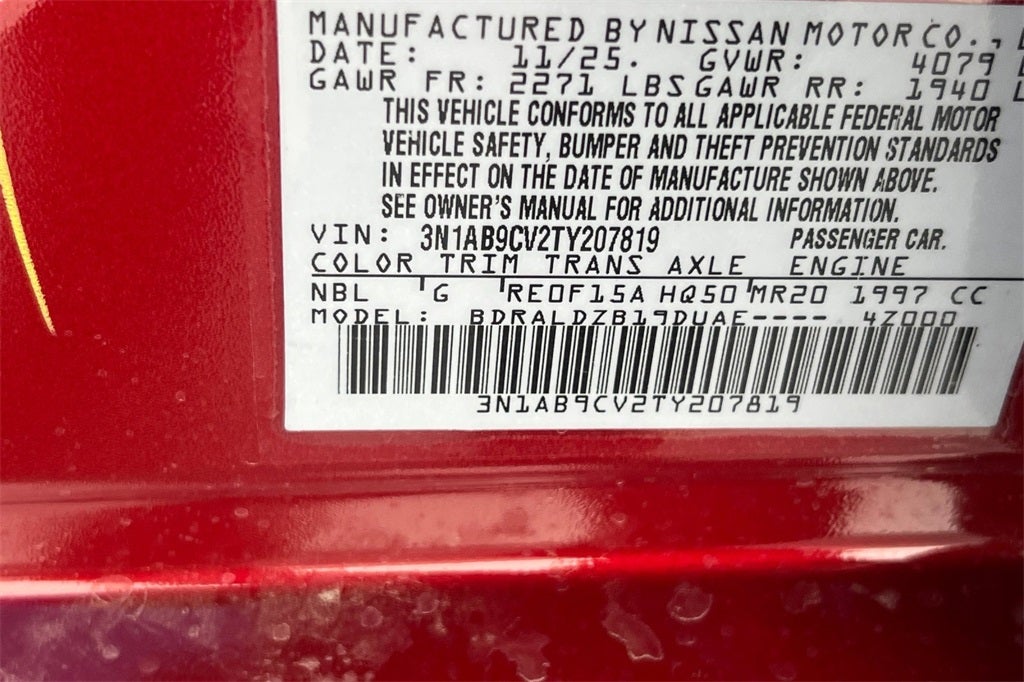 MANUFACTURED BY NISSAN MOTOR CO.,
DATE: 11/25. GVWR: 4079
GAWR FR: 2271 LBS GAWR RR: 1940
THIS VEHICLE CONFORMS TO ALL APPLICABLE FEDERAL MOTOR
VEHICLE SAFETY, BUMPER AND THEFT PREVENTION STANDARDS
IN EFFECT ON THE DATE OF MANUFACTURE SHOWN ABOVE.
SEE OWNER'S MANUAL FOR ADDITIONAL INFORMATION.
VIN: 3N1AB9CV2TY207819 PASSENGER CAR.
COLOR TRIM TRANS AXLE ENGINE
NBL G RE0F15A HQ50 MR20 1997 CC
MODEL: BDRALDZB19DUAE---- 4Z000
3N1AB9CV2TY207819